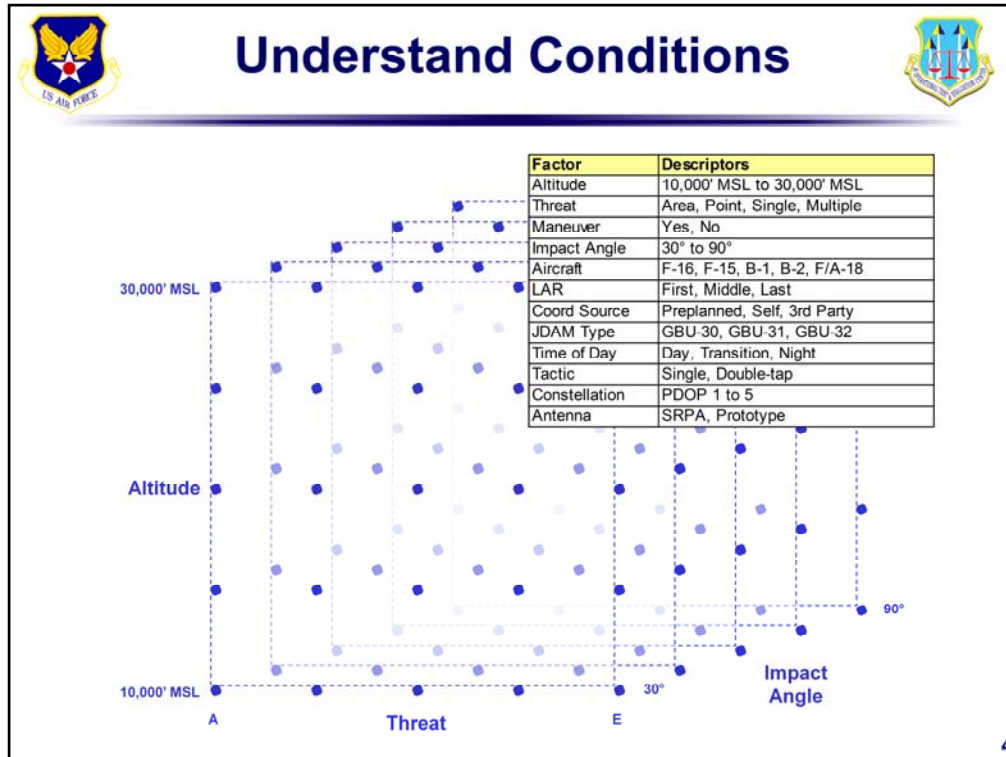 Understand Conditions
US AIR FORCE
Factor Descriptors
Altitude 10,000' MSL to 30,000' MSL
Threat Area, Point, Single, Multiple
Maneuver Yes, No
Impact Angle 30° to 90°
Aircraft F-16, F-15, B-1, B-2, F/A-18
LAR First, Middle, Last
Coord Source Preplanned, Self, 3rd Party
JDAM Type GBU-30, GBU-31, GBU-32
Time of Day Day, Transition, Night
Tactic Single, Double-tap
Constellation PDOP 1 to 5
Antenna SRPA, Prototype
30,000' MSL
Altitude
90°
10,000' MSL
30°
Impact
Angle
A
Threat
E